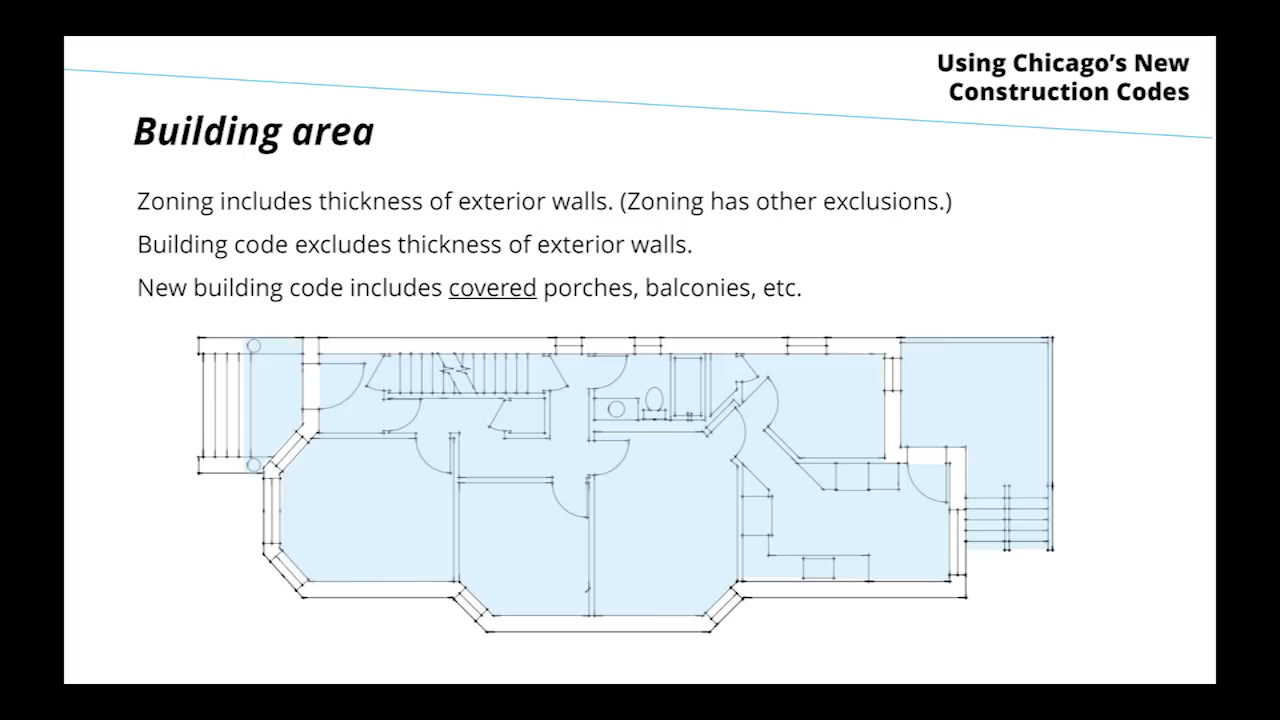 Using Chicago’s New
Construction Codes
Building area
Zoning includes thickness of exterior walls. (Zoning has other exclusions.)
Building code excludes thickness of exterior walls.
New building code includes covered porches, balconies, etc.